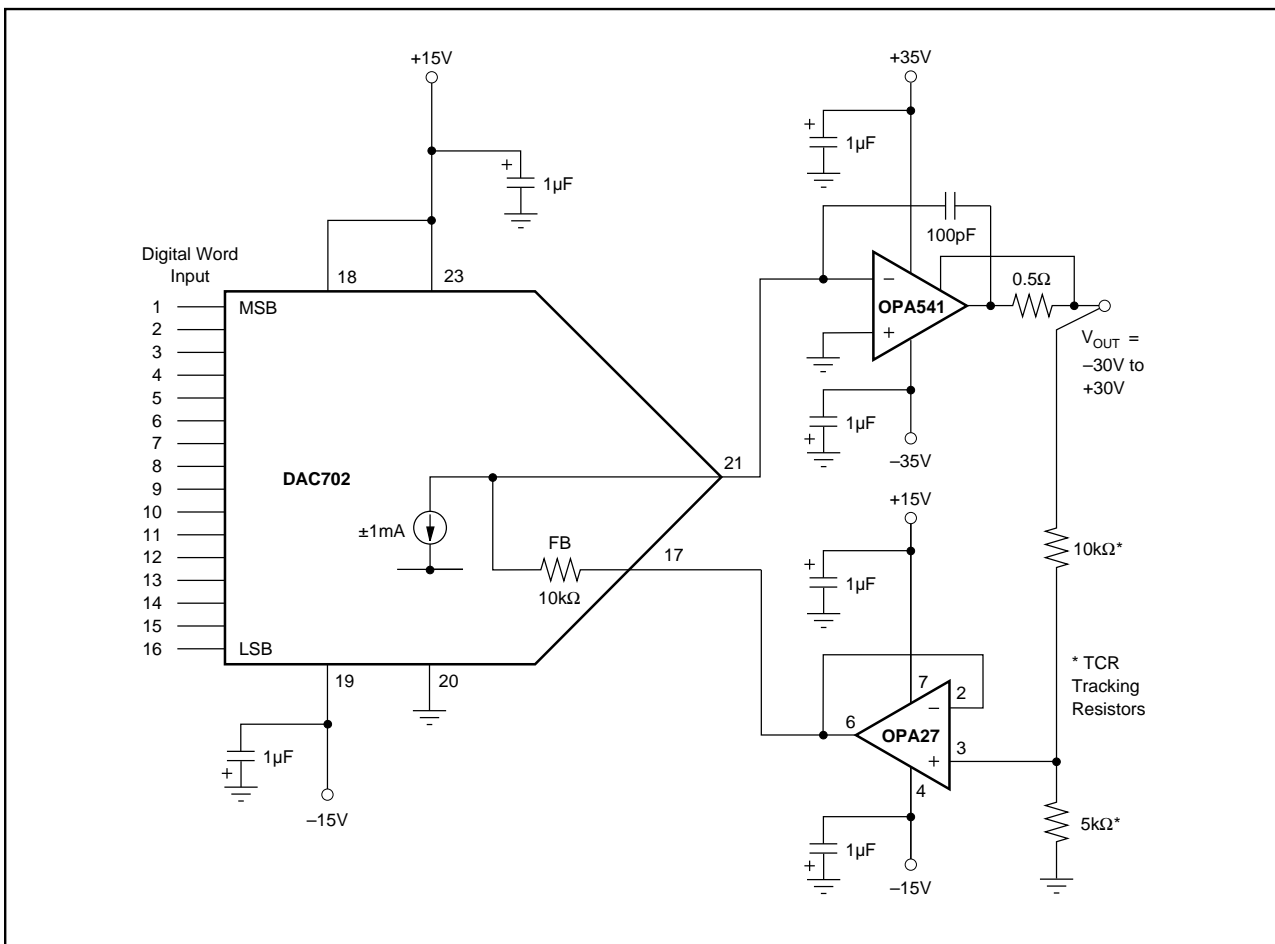 +15V
+
1µF
Digital Word
Input
18
23
1
2
3
4
5
6
7
8
9
10
11
12
13
14
15
16
MSB
LSB
DAC702
±1mA
FB
10kΩ
21
17
19
20
1µF
+
–15V
+35V
+
1µF
100pF
–
+
OPA541
0.5Ω
V_OUT =
–30V to
+30V
1µF
+
–35V
+15V
+
1µF
10kΩ*
* TCR
Tracking
Resistors
7
2
–
6
OPA27
3
+
4
5kΩ*
1µF
+
–15V